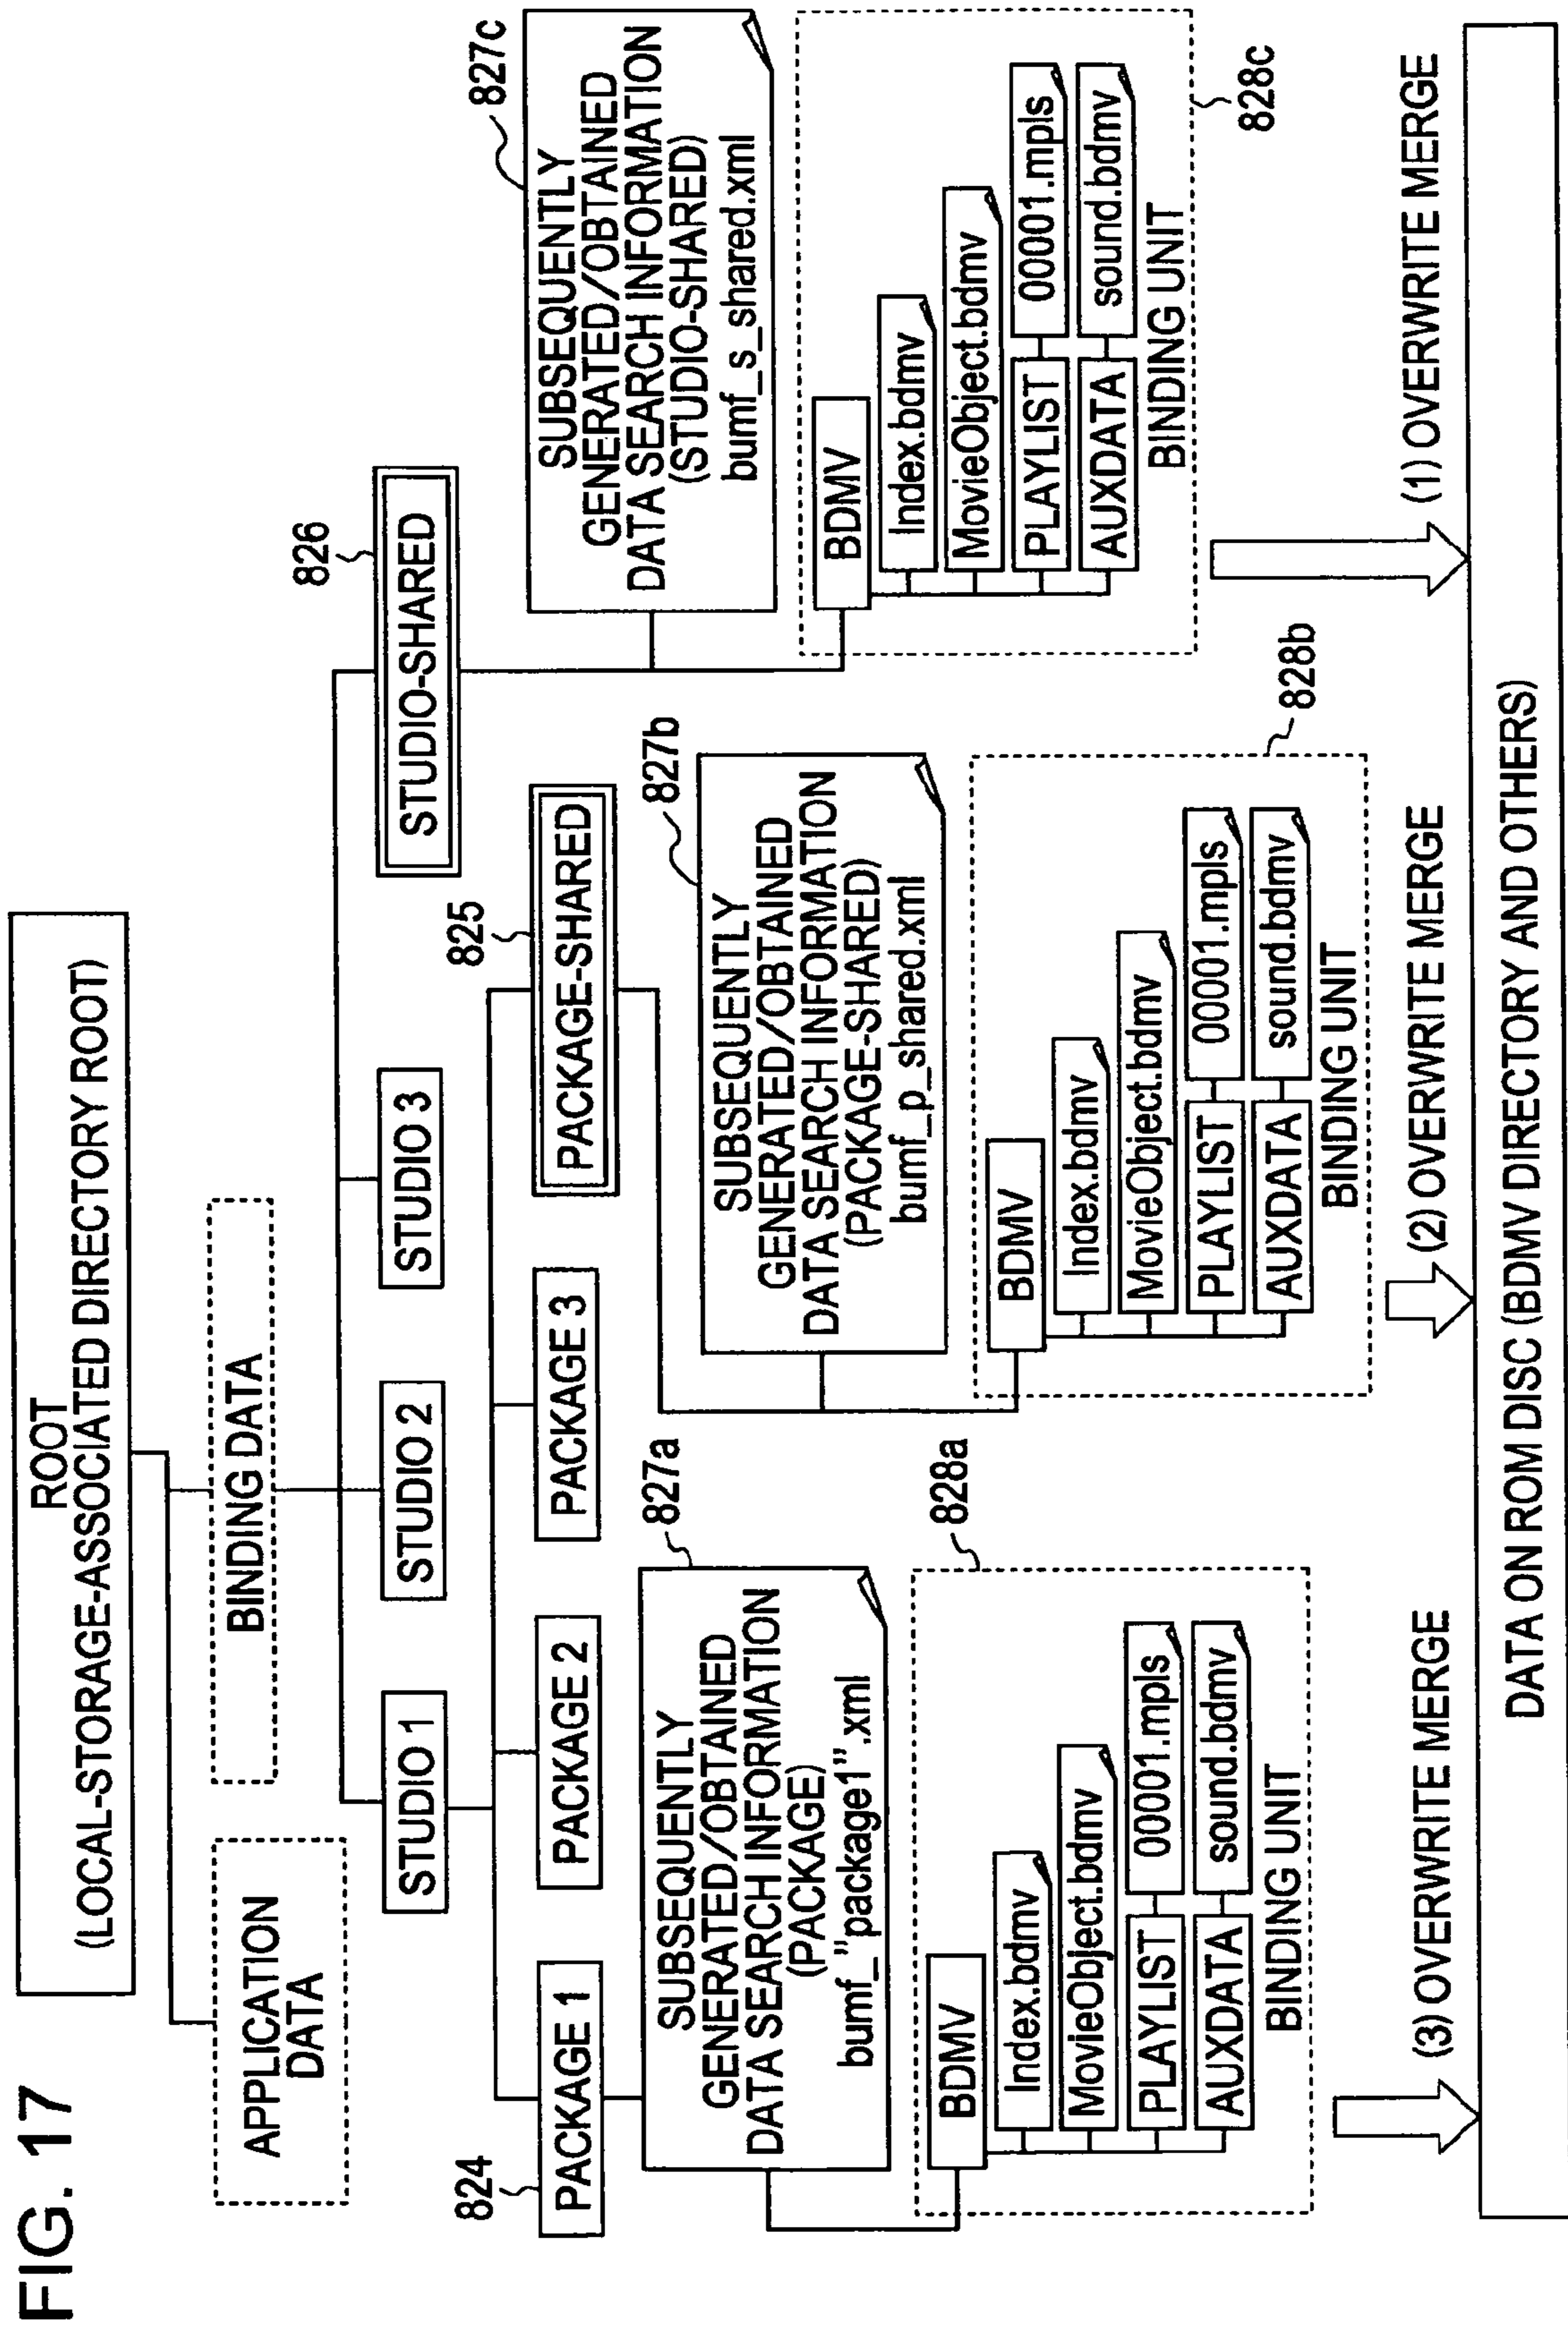 FIG. 17
ROOT
(LOCAL-STORAGE-ASSOCIATED DIRECTORY ROOT)
APPLICATION
DATA
BINDING DATA
STUDIO 1
STUDIO 2
STUDIO 3
826
STUDIO-SHARED
824
PACKAGE 1
PACKAGE 2
PACKAGE 3
825
PACKAGE-SHARED
827a
SUBSEQUENTLY
GENERATED/OBTAINED
DATA SEARCH INFORMATION
(PACKAGE)
bumf_"package1".xml
827b
SUBSEQUENTLY
GENERATED/OBTAINED
DATA SEARCH INFORMATION
(PACKAGE-SHARED)
bumf_p_shared.xml
827c
SUBSEQUENTLY
GENERATED/OBTAINED
DATA SEARCH INFORMATION
(STUDIO-SHARED)
bumf_s_shared.xml
828a
BDMV
Index.bdmv
MovieObject.bdmv
PLAYLIST
00001.mpls
AUXDATA
sound.bdmv
BINDING UNIT
828b
BDMV
Index.bdmv
MovieObject.bdmv
PLAYLIST
00001.mpls
AUXDATA
sound.bdmv
BINDING UNIT
828c
BDMV
Index.bdmv
MovieObject.bdmv
PLAYLIST
00001.mpls
AUXDATA
sound.bdmv
BINDING UNIT
(3) OVERWRITE MERGE
(2) OVERWRITE MERGE
(1) OVERWRITE MERGE
DATA ON ROM DISC (BDMV DIRECTORY AND OTHERS)